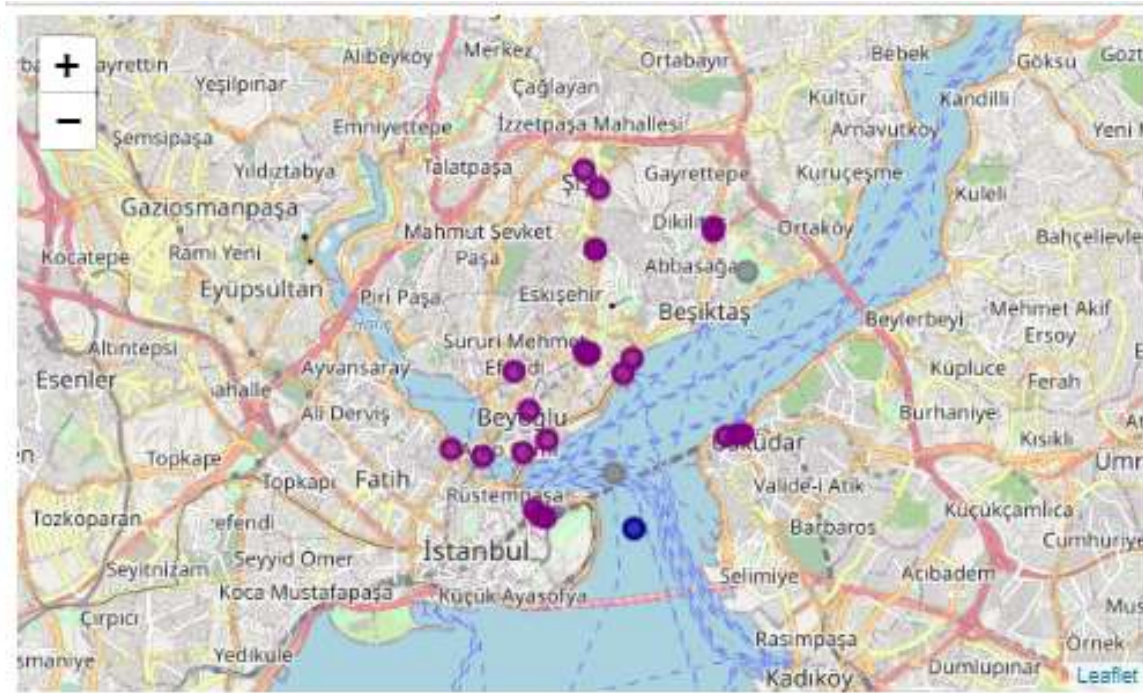 +
Alibeyköy
Merkez
Ortabayır
Bebek
Göksu
Yeşilpınar
Çağlayan
Kültür
Kandilli
Şemsipaşa
Emniyettepe
İzzetpaşa Mahallesi
Arnavutköy
Yıldıztabya
Talatpaşa
Gayrettepe
Kuruçeşme
Kuleli
Gaziosmanpaşa
Mahmut Şevket
Paşa
Ortaköy
Bahçelievle
Kocatepe
Rami Yeni
Abbasağa
Eyüpsultan
Piri Paşa
Eskişehir
Beşiktaş
Mehmet Akif
Ersoy
Haliç
Beylerbeyi
Altıntepsi
Sururi Mehmet
Esenler
Ayvansaray
Küplüce
Ferah
Ali Derviş
Beyoğlu
Burhaniye
Kısıklı
Topkapı
Fatih
Topkapı
Valide-i Atik
Rüstempaşa
Küçükçamlıca
Tozkoparan
Barbaros
Cumhuriye
İstanbul
Seyitnizam
Seyyid Ömer
Selimiye
Acıbadem
Koca Mustafapaşa
Küçük Ayasofya
Çırpıcı
Rasimpaşa
Örnek
Yedikule
Kadıköy
Dumlupınar
Leaflet